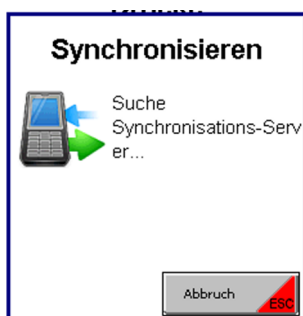 Synchronisieren
Suche
Synchronisations-Serv
er...
Abbruch
ESC